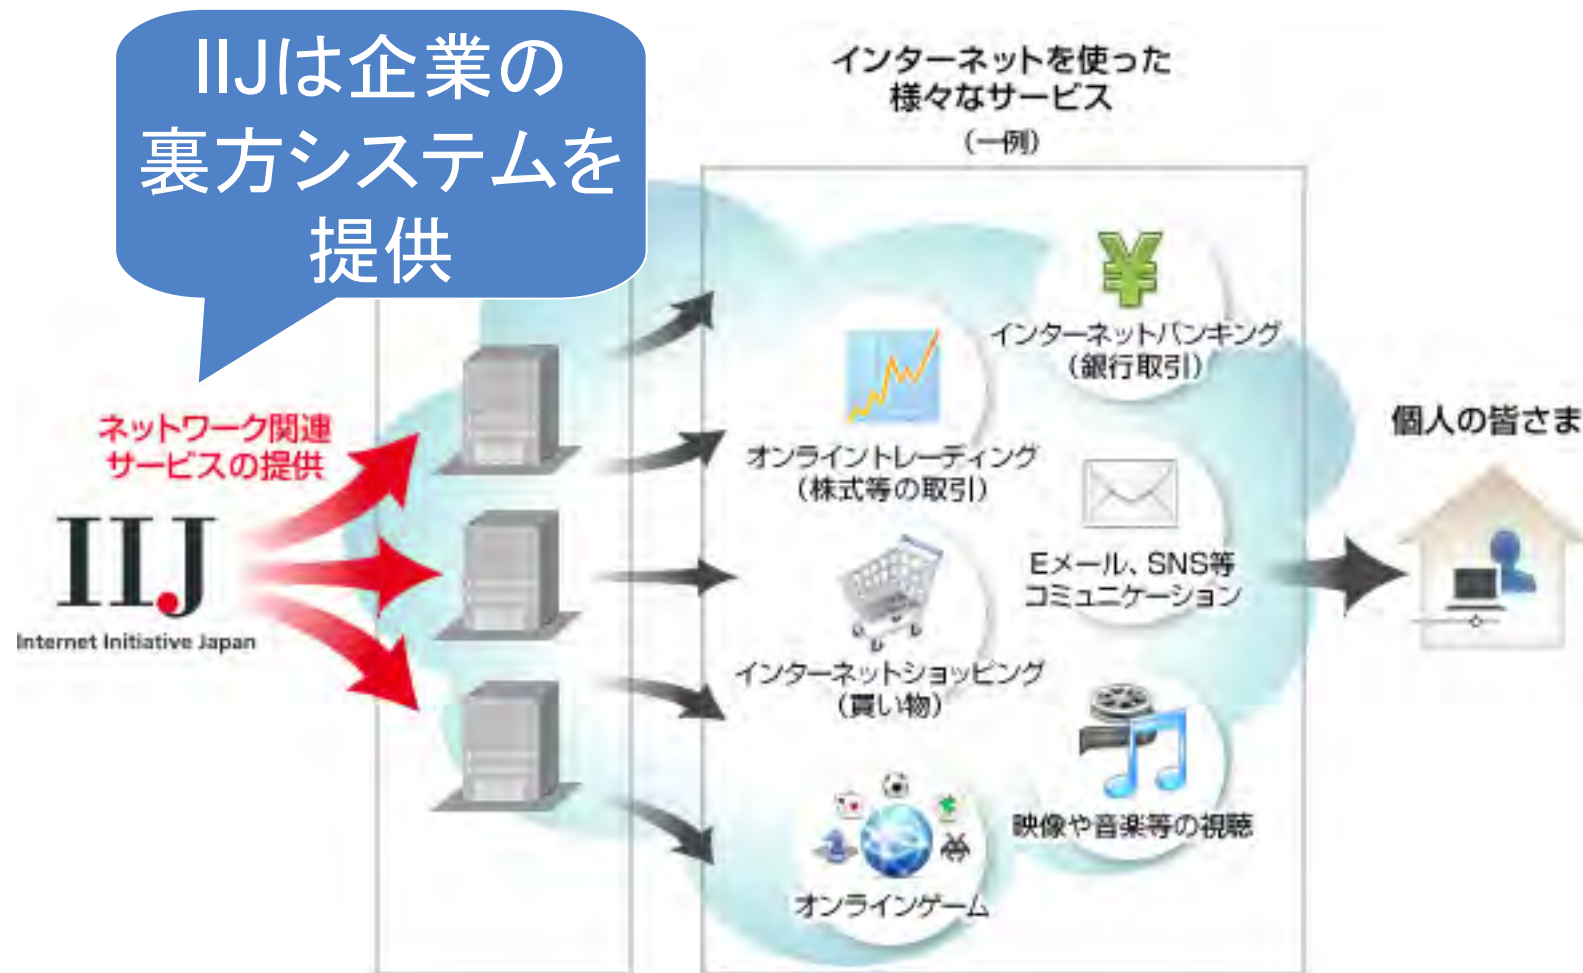 IIJは企業の
裏方システムを
提供
インターネットを使った
様々なサービス
（一例）
ネットワーク関連
サービスの提供
IIJ
Internet Initiative Japan
インターネットバンキング
（銀行取引）
オンライントレーディング
（株式等の取引）
Eメール、SNS等
コミュニケーション
インターネットショッピング
（買い物）
映像や音楽等の視聴
オンラインゲーム
個人の皆さま